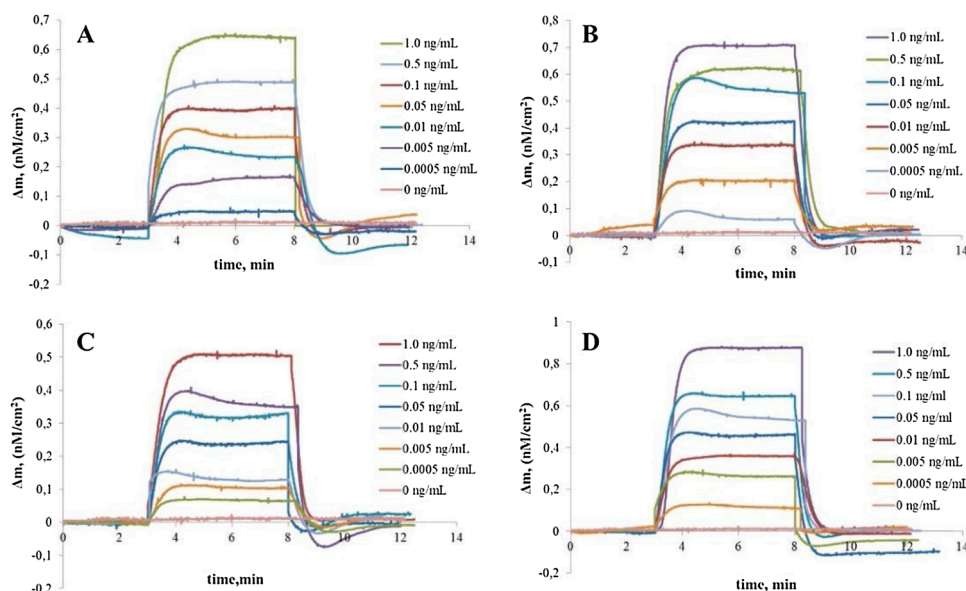 A
Δm, (nM/cm²)
0,7
0,6
0,5
0,4
0,3
0,2
0,1
0
-0,1
-0,2
0 2 4 6 8 10 12 14
time, min
1.0 ng/mL
0.5 ng/mL
0.1 ng/mL
0.05 ng/mL
0.01 ng/mL
0.005 ng/mL
0.0005 ng/mL
0 ng/mL
B
Δm, (nM/cm²)
0,8
0,7
0,6
0,5
0,4
0,3
0,2
0,1
0
-0,1
0 2 4 6 8 10 12 14
time, min
1.0 ng/mL
0.5 ng/mL
0.1 ng/mL
0.05 ng/mL
0.01 ng/mL
0.005 ng/mL
0.0005 ng/mL
0 ng/mL
C
Δm, (nM/cm²)
0,6
0,5
0,4
0,3
0,2
0,1
0
-0,1
-0,2
0 2 4 6 8 10 12 14
time,min
1.0 ng/mL
0.5 ng/mL
0.1 ng/mL
0.05 ng/mL
0.01 ng/mL
0.005 ng/mL
0.0005 ng/mL
0 ng/mL
D
Δm, (nM/cm²)
1
0,8
0,6
0,4
0,2
0
-0,2
0 2 4 6 8 10 12 14
time, min
1.0 ng/mL
0.5 ng/mL
0.1 ng/ml
0.05 ng/ml
0.01 ng/mL
0.005 ng/mL
0.0005 ng/mL
0 ng/mL